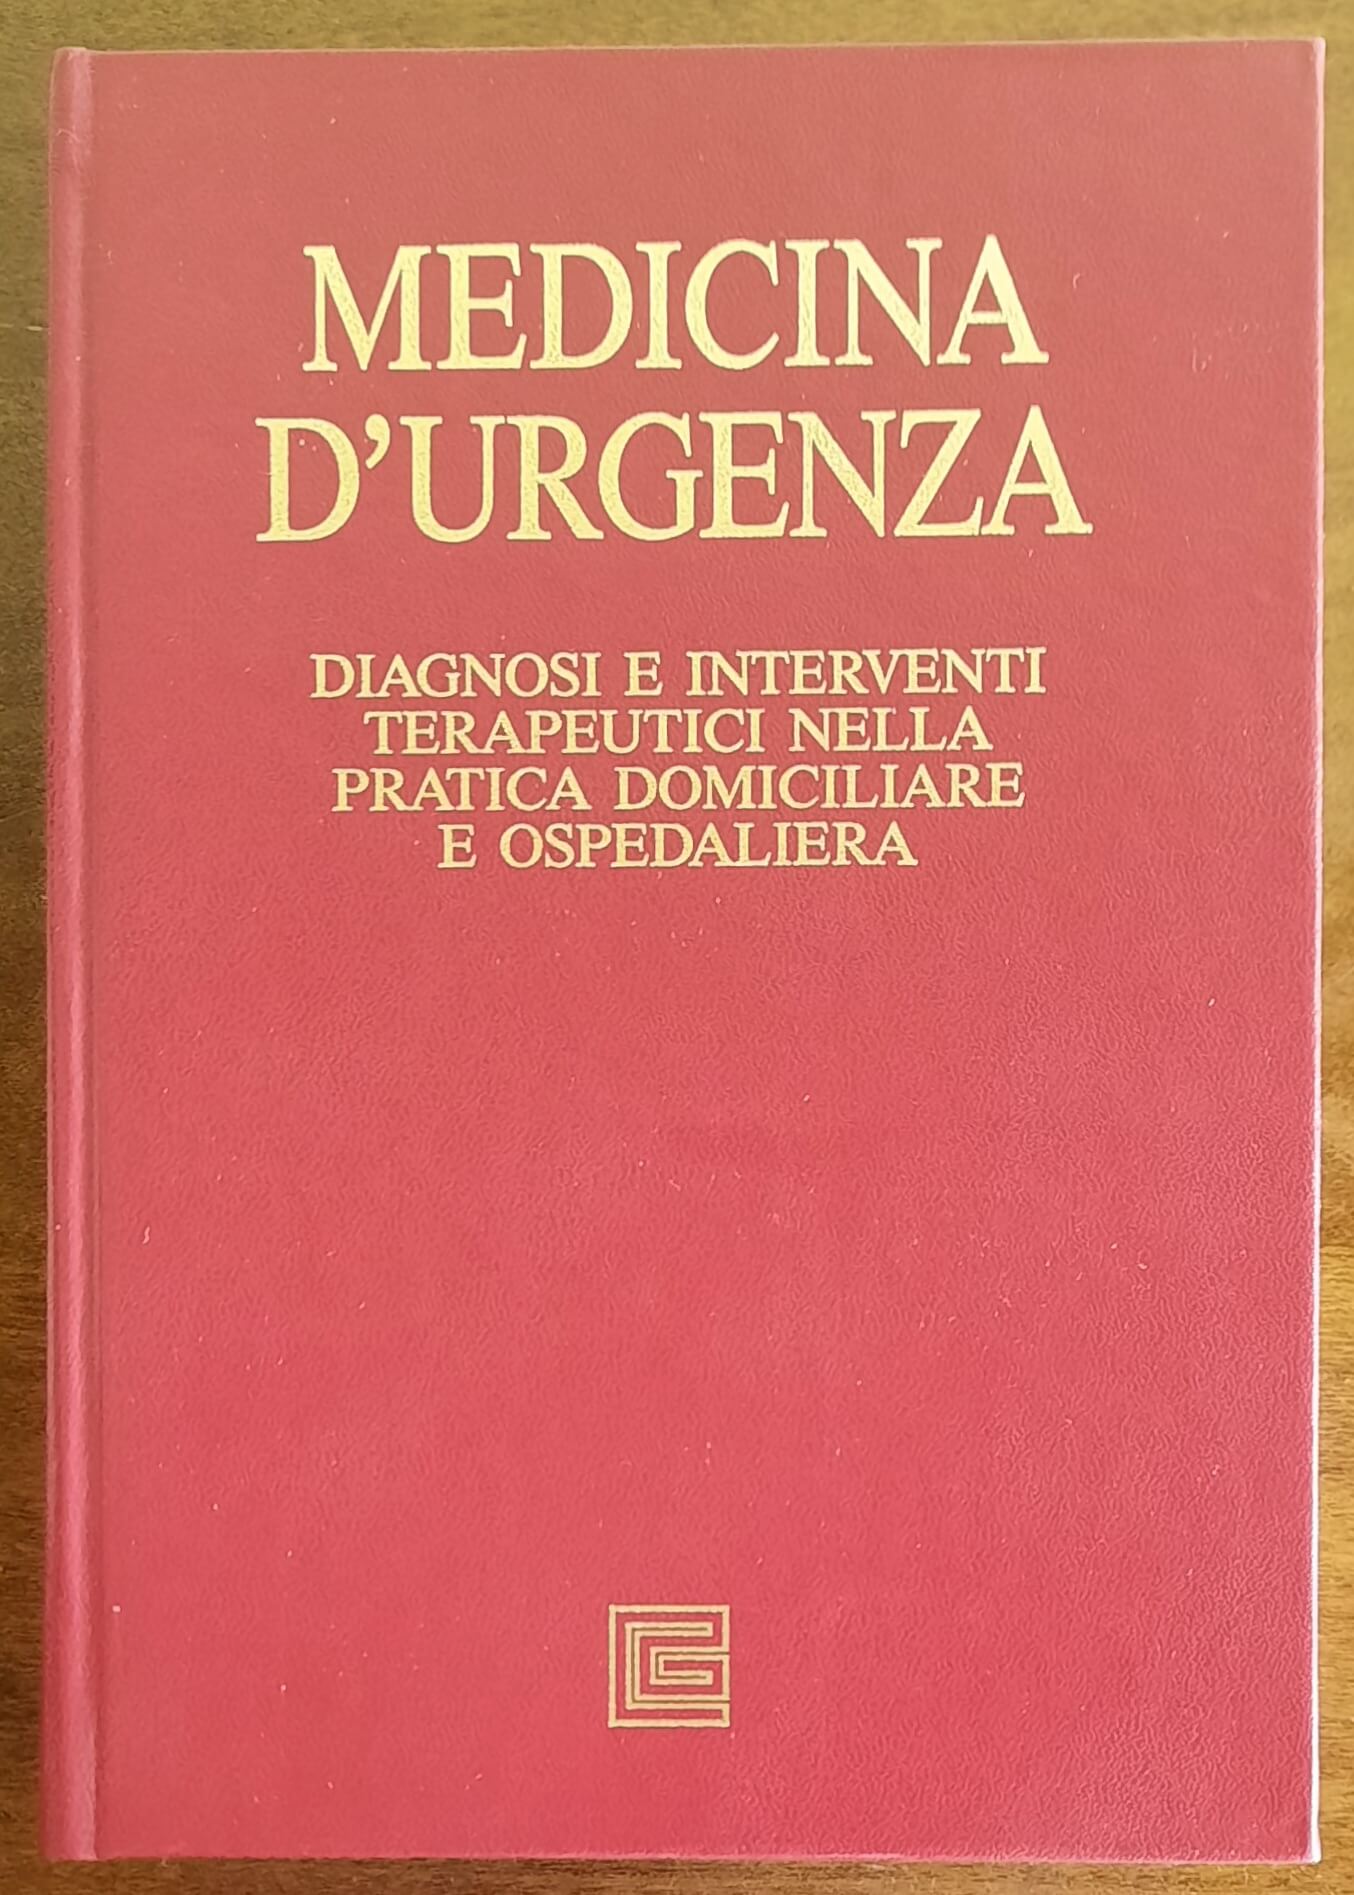 MEDICINA
D'URGENZA
DIAGNOSI E INTERVENTI
TERAPEUTICI NELLA
PRATICA DOMICILIARE
E OSPEDALIERA